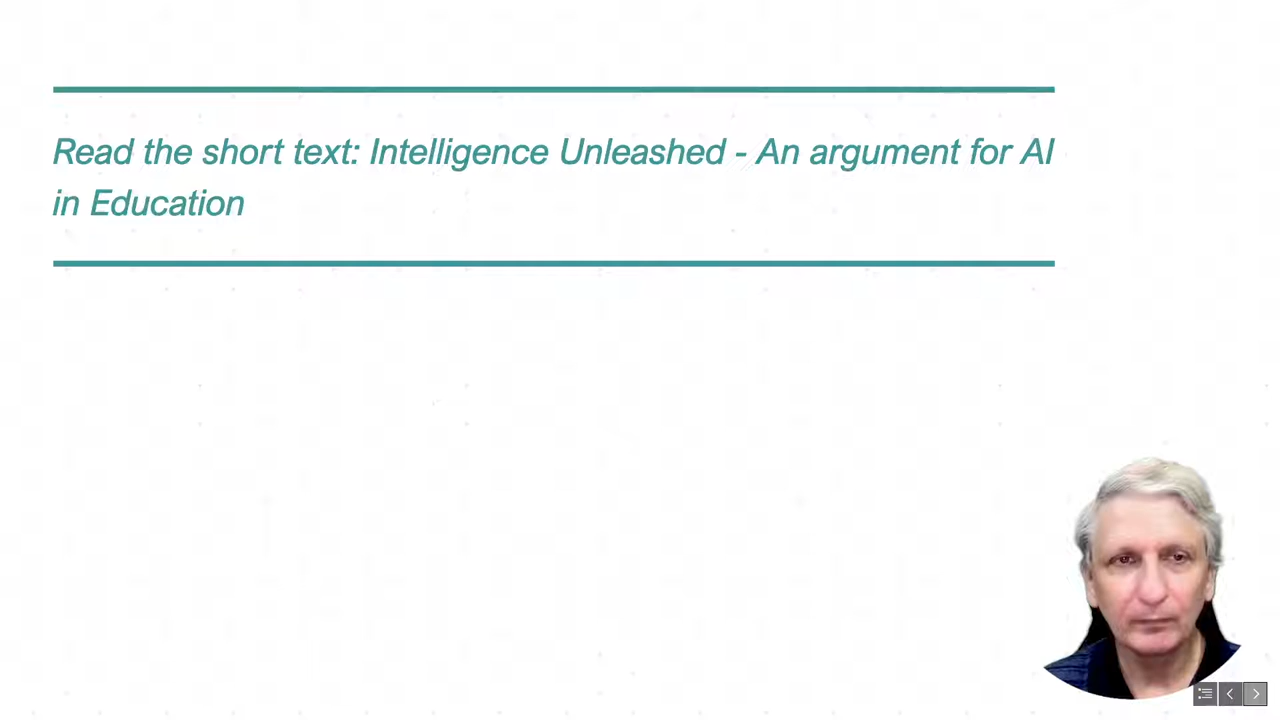 Read the short text: Intelligence Unleashed - An argument for AI
in Education